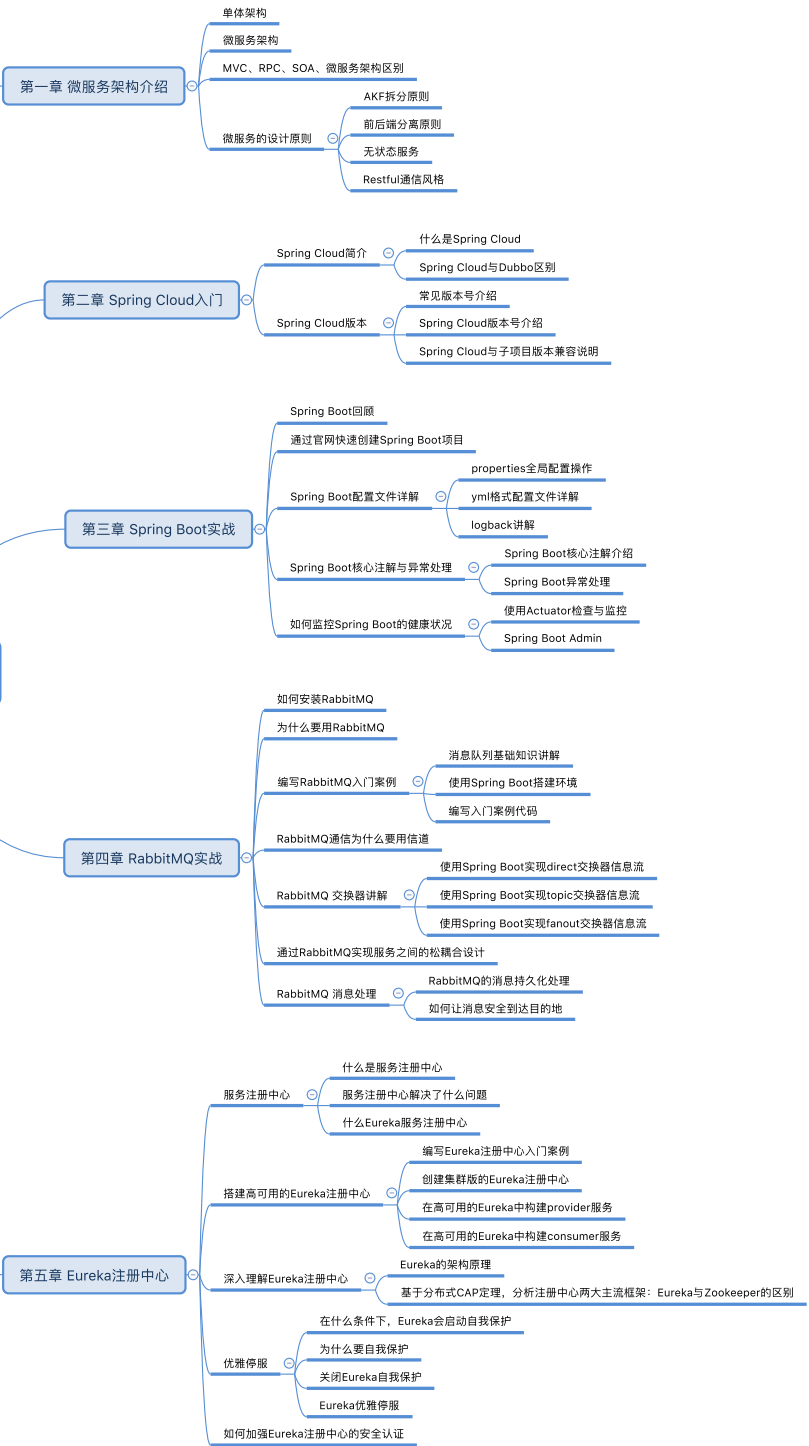 第一章 微服务架构介绍
单体架构
微服务架构
MVC、RPC、SOA、微服务架构区别
微服务的设计原则
AKF拆分原则
前后端分离原则
无状态服务
Restful通信风格
第二章 Spring Cloud入门
Spring Cloud简介
什么是Spring Cloud
Spring Cloud与Dubbo区别
Spring Cloud版本
常见版本号介绍
Spring Cloud版本号介绍
Spring Cloud与子项目版本兼容说明
第三章 Spring Boot实战
Spring Boot回顾
通过官网快速创建Spring Boot项目
Spring Boot配置文件详解
properties全局配置操作
yml格式配置文件详解
logback讲解
Spring Boot核心注解与异常处理
Spring Boot核心注解介绍
Spring Boot异常处理
如何监控Spring Boot的健康状况
使用Actuator检查与监控
Spring Boot Admin
第四章 RabbitMQ实战
如何安装RabbitMQ
为什么要用RabbitMQ
编写RabbitMQ入门案例
消息队列基础知识讲解
使用Spring Boot搭建环境
编写入门案例代码
RabbitMQ通信为什么要用信道
RabbitMQ 交换器讲解
使用Spring Boot实现direct交换器信息流
使用Spring Boot实现topic交换器信息流
使用Spring Boot实现fanout交换器信息流
通过RabbitMQ实现服务之间的松耦合设计
RabbitMQ 消息处理
RabbitMQ的消息持久化处理
如何让消息安全到达目的地
第五章 Eureka注册中心
服务注册中心
什么是服务注册中心
服务注册中心解决了什么问题
什么Eureka服务注册中心
搭建高可用的Eureka注册中心
编写Eureka注册中心入门案例
创建集群版的Eureka注册中心
在高可用的Eureka中构建provider服务
在高可用的Eureka中构建consumer服务
深入理解Eureka注册中心
Eureka的架构原理
基于分布式CAP定理，分析注册中心两大主流框架：Eureka与Zookeeper的区别
优雅停服
在什么条件下，Eureka会启动自我保护
为什么要自我保护
关闭Eureka自我保护
Eureka优雅停服
如何加强Eureka注册中心的安全认证